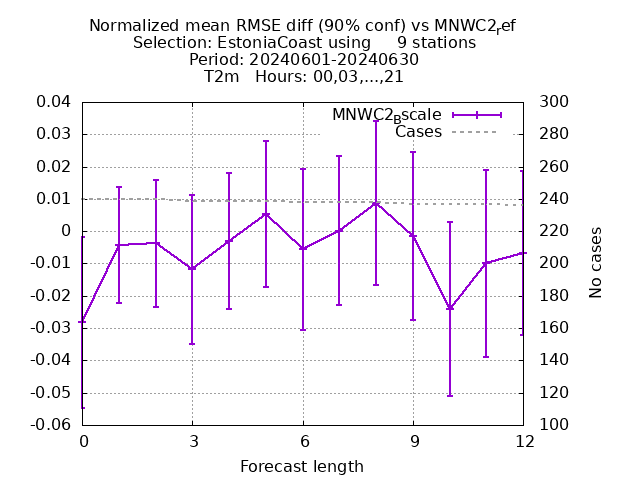 Normalized mean RMSE diff (90% conf) vs MNWC2ref
Selection: EstoniaCoast using 9 stations
Period: 20240601-20240630
T2m Hours: 00,03,...,21
MNWC2Bscale
Cases
0.04
0.03
0.02
0.01
0
-0.01
-0.02
-0.03
-0.04
-0.05
-0.06
300
280
260
240
220
200
180
160
140
120
100
No cases
0 3 6 9 12
Forecast length